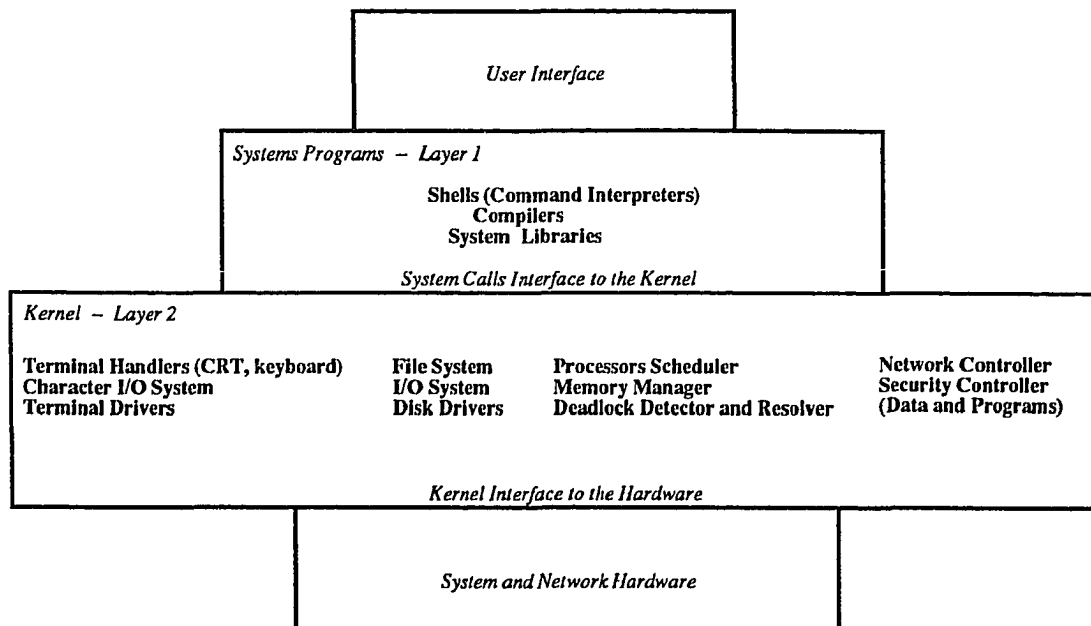 User Interface
Systems Programs – Layer 1
Shells (Command Interpreters)
Compilers
System Libraries
System Calls Interface to the Kernel
Kernel – Layer 2
Terminal Handlers (CRT, keyboard)
Character I/O System
Terminal Drivers
File System
I/O System
Disk Drivers
Processors Scheduler
Memory Manager
Deadlock Detector and Resolver
Network Controller
Security Controller
(Data and Programs)
Kernel Interface to the Hardware
System and Network Hardware